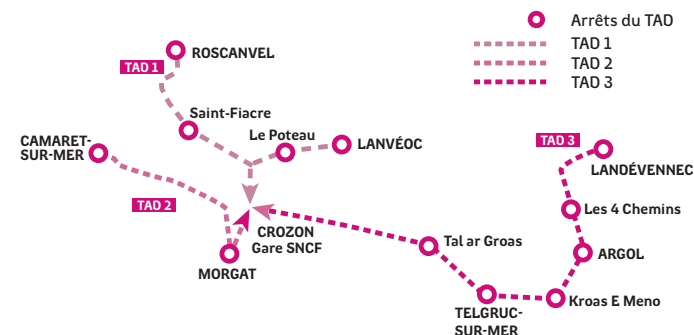 Arrêts du TAD
TAD 1
TAD 2
TAD 3
ROSCANVEL
TAD 1
Saint-Fiacre
Le Poteau
LANVÉOC
CAMARET-
SUR-MER
TAD 2
CROZON
Gare SNCF
MORGAT
TAD 3
LANDÉVENNEC
Les 4 Chemins
Tal ar Groas
ARGOL
Kroas E Meno
TELGRUC-
SUR-MER